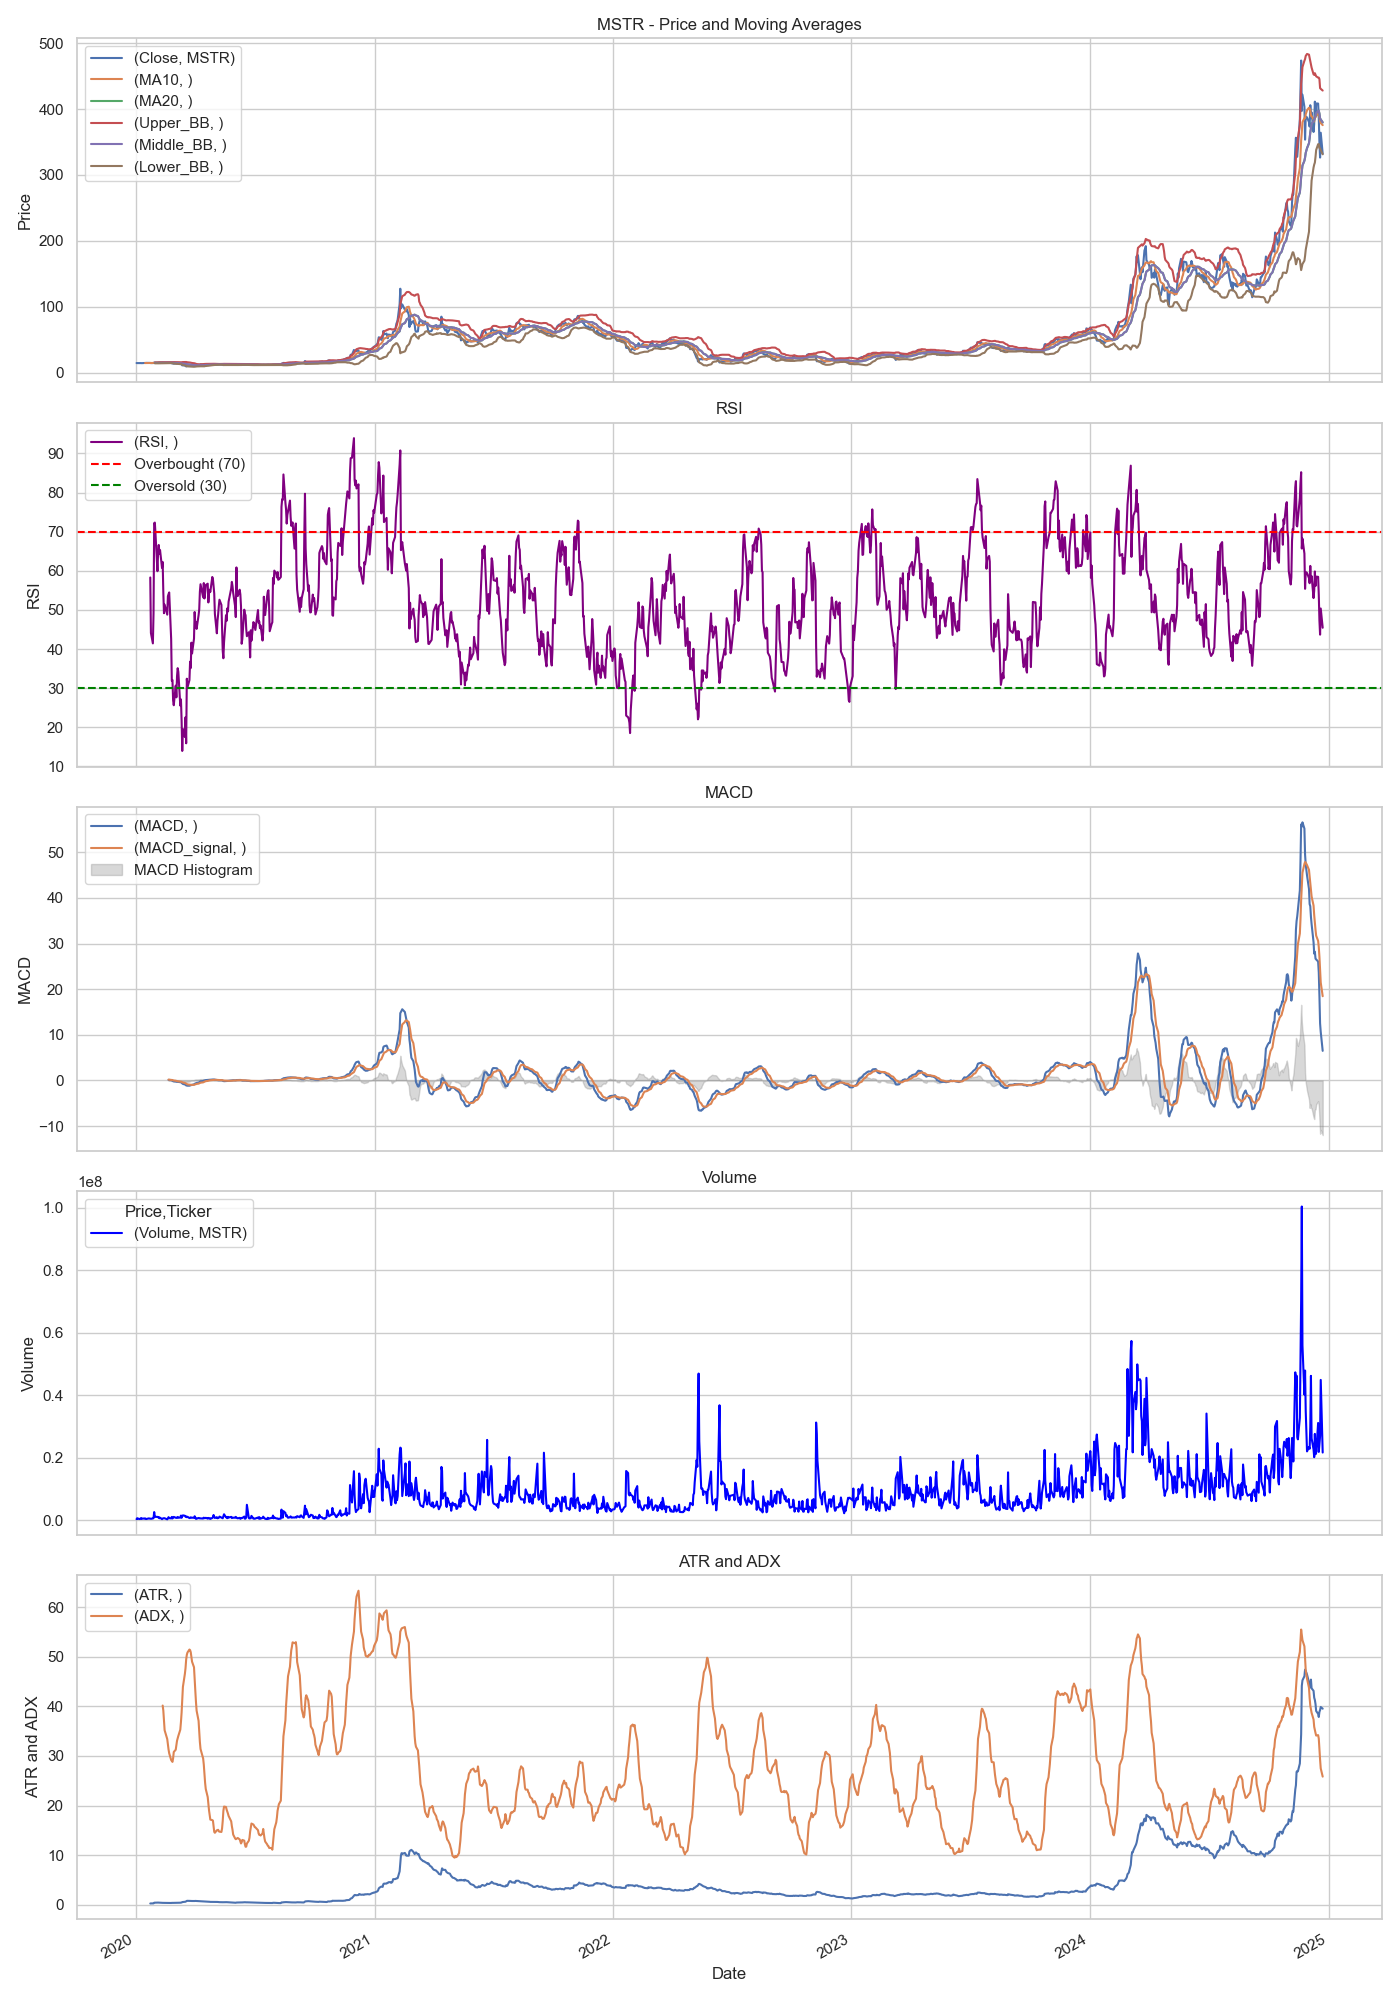 MSTR - Price and Moving Averages
500
400
300
200
100
0
Price
(Close, MSTR)
(MA10, )
(MA20, )
(Upper_BB, )
(Middle_BB, )
(Lower_BB, )
RSI
90
80
70
60
50
40
30
20
10
RSI
(RSI, )
Overbought (70)
Oversold (30)
MACD
50
40
30
20
10
0
−10
MACD
(MACD, )
(MACD_signal, )
MACD Histogram
Volume
1e8
1.0
0.8
0.6
0.4
0.2
0.0
Volume
Price,Ticker
(Volume, MSTR)
ATR and ADX
60
50
40
30
20
10
0
ATR and ADX
(ATR, )
(ADX, )
2020
2021
2022
2023
2024
2025
Date